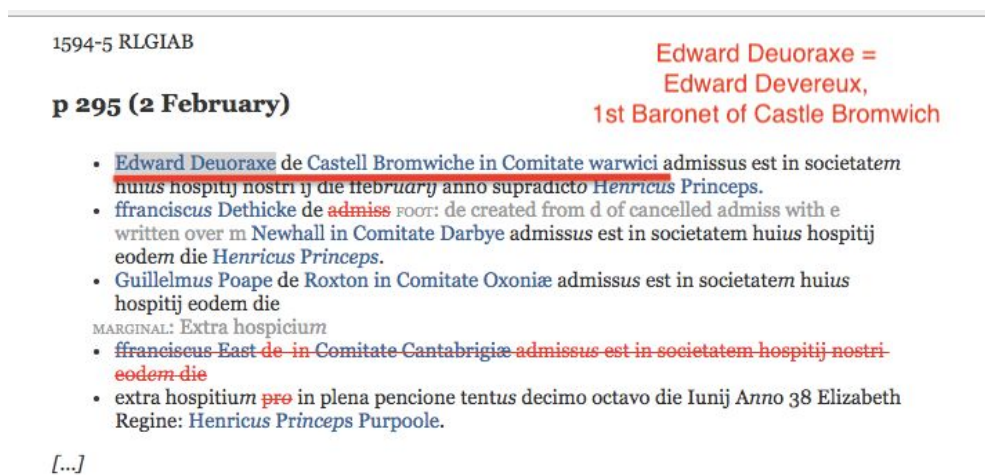 1594-5 RLGIAB
Edward Deuoraxe =
Edward Devereux,
1st Baronet of Castle Bromwich
p 295 (2 February)
• Edward Deuoraxe de Castell Bromwiche in Comitate warwici admissus est in societatem
huius hospitij nostri ij die ffebruarij anno supradicto Henricus Princeps.
• ffranciscus Dethicke de admiss FOOT: de created from d of cancelled admiss with e
written over m Newhall in Comitate Darbye admissus est in societatem huius hospitij
eodem die Henricus Princeps.
• Guillelmus Poape de Roxton in Comitate Oxoniæ admissus est in societatem huius
hospitij eodem die
MARGINAL: Extra hospicium
• ffranciscus East de in Comitate Cantabrigiæ admissus est in societatem hospitij nostri
eodem die
• extra hospitium pro in plena pencione tentus decimo octavo die Iunij Anno 38 Elizabeth
Regine: Henricus Princeps Purpoole.
[...]